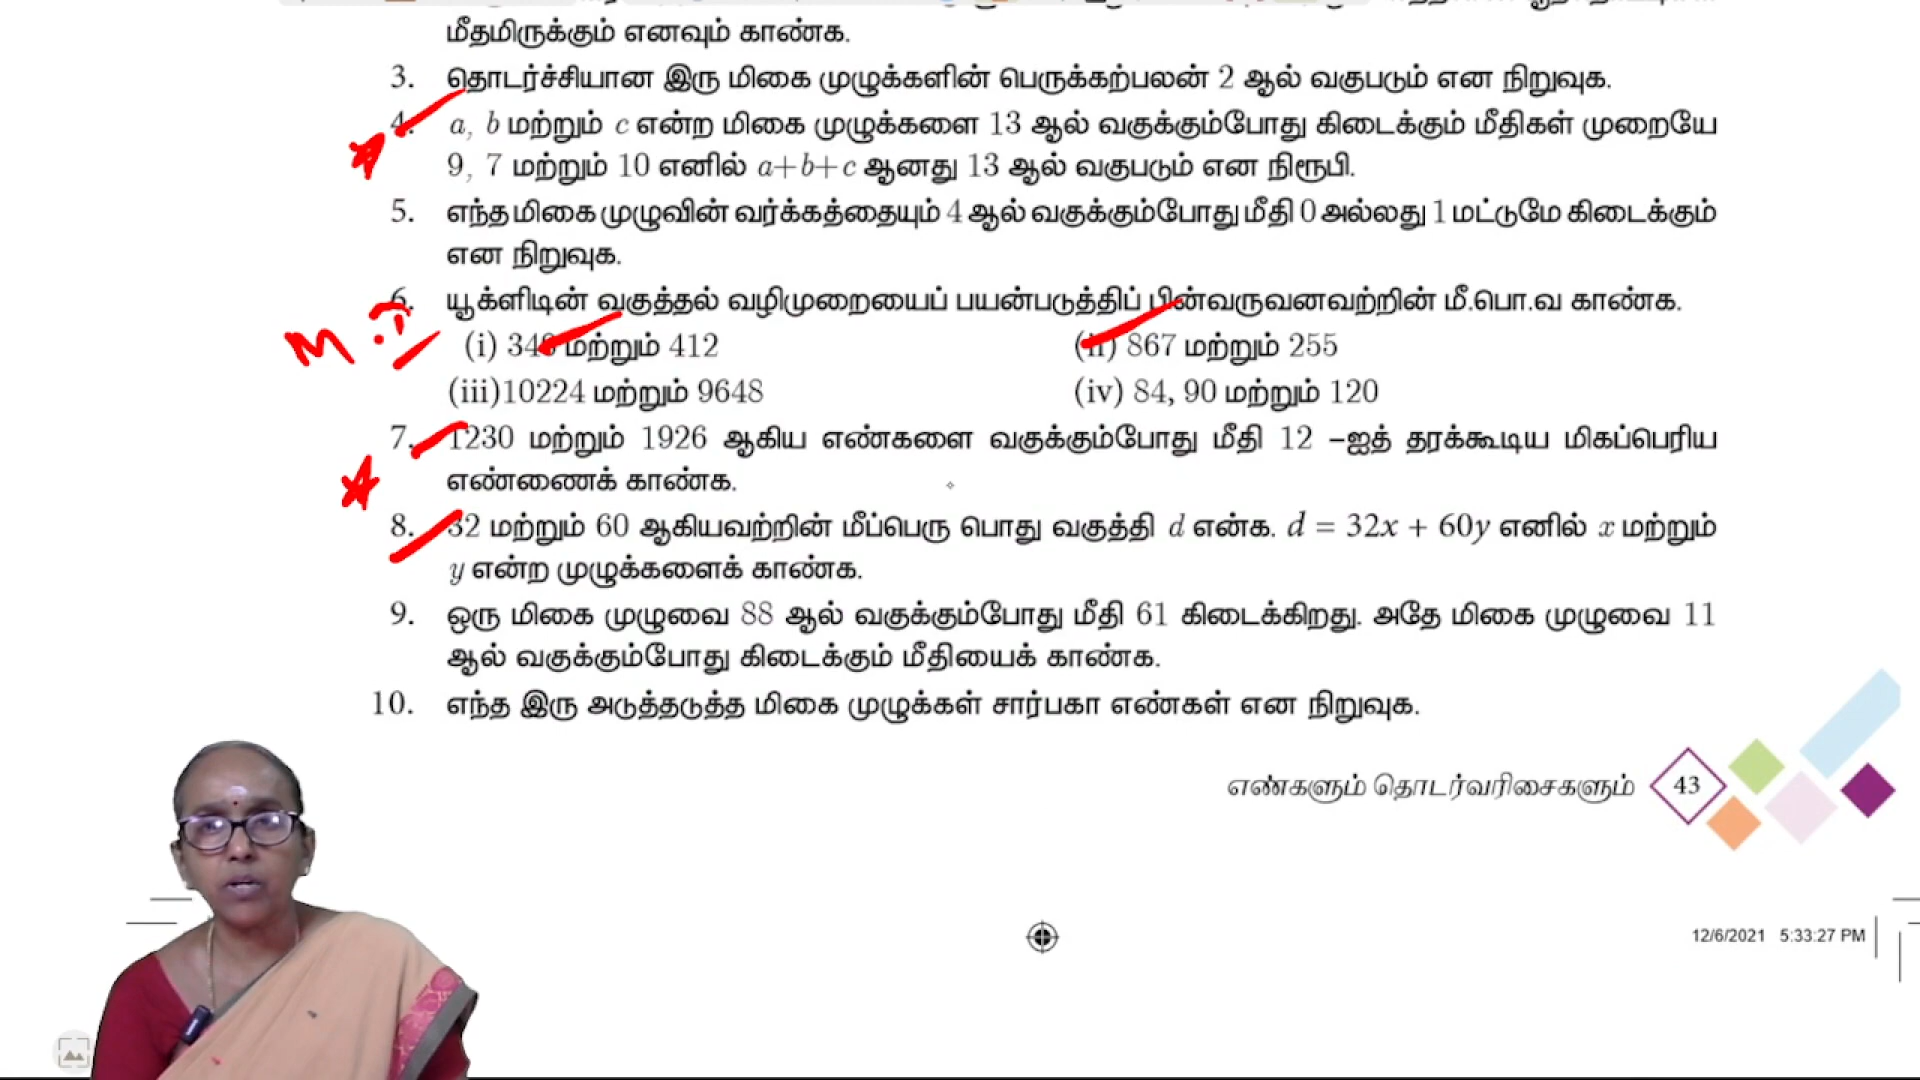 மீதமிருக்கும் எனவும் காண்க.
3. தொடர்ச்சியான இரு மிகை முழுக்களின் பெருக்கற்பலன் 2 ஆல் வகுபடும் என நிறுவுக.
4. a, b மற்றும் c என்ற மிகை முழுக்களை 13 ஆல் வகுக்கும்போது கிடைக்கும் மீதிகள் முறையே
9, 7 மற்றும் 10 எனில் a+b+c ஆனது 13 ஆல் வகுபடும் என நிரூபி.
5. எந்த மிகை முழுவின் வர்க்கத்தையும் 4 ஆல் வகுக்கும்போது மீதி 0 அல்லது 1 மட்டுமே கிடைக்கும்
என நிறுவுக.
6. யூக்ளிடின் வகுத்தல் வழிமுறையைப் பயன்படுத்திப் பின்வருவனவற்றின் மீ.பொ.வ காண்க.
M.I
(i) 340 மற்றும் 412 (ii) 867 மற்றும் 255
(iii)10224 மற்றும் 9648 (iv) 84, 90 மற்றும் 120
7. 1230 மற்றும் 1926 ஆகிய எண்களை வகுக்கும்போது மீதி 12 –ஐத் தரக்கூடிய மிகப்பெரிய
எண்ணைக் காண்க.
8. 32 மற்றும் 60 ஆகியவற்றின் மீப்பெரு பொது வகுத்தி d என்க. d = 32x + 60y எனில் x மற்றும்
y என்ற முழுக்களைக் காண்க.
9. ஒரு மிகை முழுவை 88 ஆல் வகுக்கும்போது மீதி 61 கிடைக்கிறது. அதே மிகை முழுவை 11
ஆல் வகுக்கும்போது கிடைக்கும் மீதியைக் காண்க.
10. எந்த இரு அடுத்தடுத்த மிகை முழுக்கள் சார்பகா எண்கள் என நிறுவுக.
எண்களும் தொடர்வரிசைகளும் 43
12/6/2021 5:33:27 PM